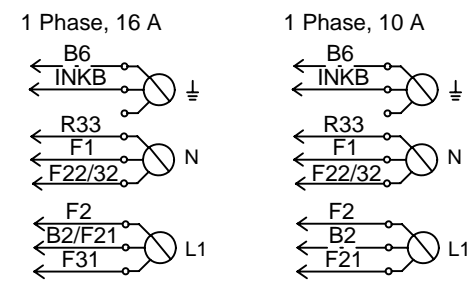 1 Phase, 16 A
B6
INKB
R33
F1
N
F22/32
F2
B2/F21
L1
F31
1 Phase, 10 A
B6
INKB
R33
F1
N
F22/32
F2
B2
L1
F21